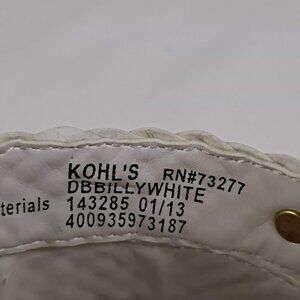 KOHL'S RN#73277
DBBILLYWHITE
terials 143285 01/13
400935973187